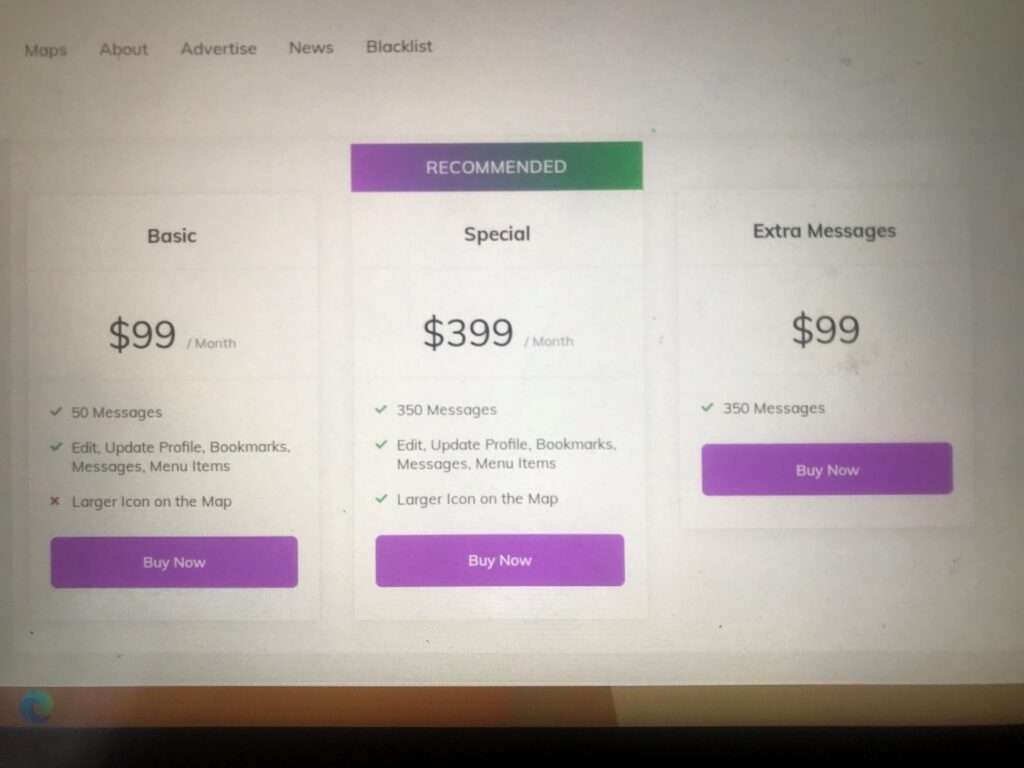 Maps About Advertise News Blacklist
RECOMMENDED
Basic
$99 / Month
50 Messages
Edit, Update Profile, Bookmarks,
Messages, Menu Items
Larger Icon on the Map
Buy Now
Special
$399 / Month
350 Messages
Edit, Update Profile, Bookmarks,
Messages, Menu Items
Larger Icon on the Map
Buy Now
Extra Messages
$99
350 Messages
Buy Now